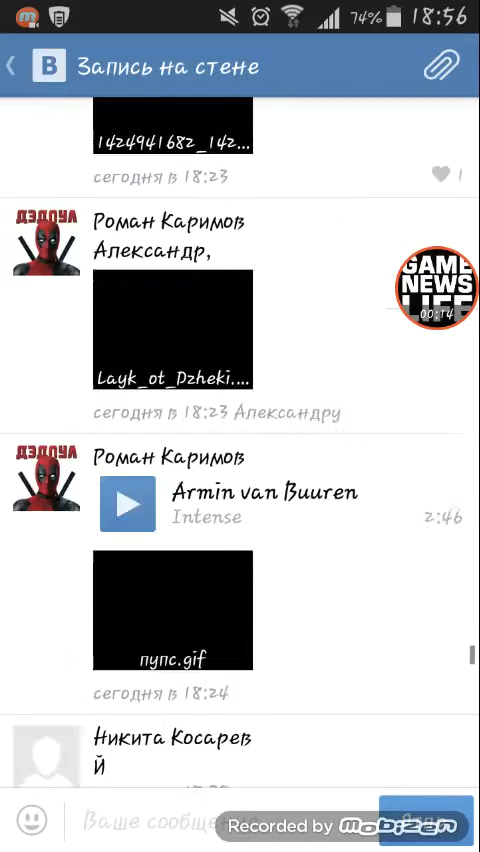 74% 18:56
Запись на стене
1424941682_142...
сегодня в 18:23 1
ДЭДПУЛ
Роман Каримов
Александр,
GAME
NEWS
LIFE
00:14
Layk_ot_Dzheki....
сегодня в 18:23 Александру
ДЭДПУЛ
Роман Каримов
Armin van Buuren
Intense 2:46
пупс.gif
сегодня в 18:24
Никита Косарев
Й
Ваше сообщение
Recorded by mobizen